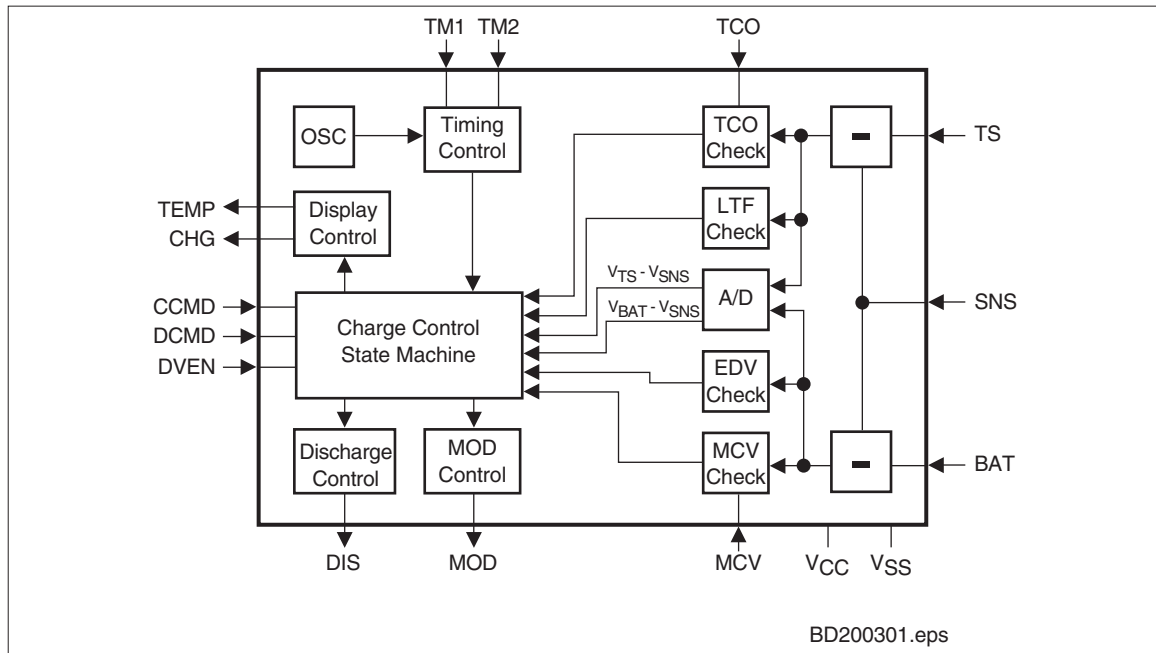 TM1 TM2 TCO
OSC
Timing
Control
TCO
Check
TS
TEMP
CHG
Display
Control
LTF
Check
VTS - VSNS
VBAT - VSNS
A/D
SNS
CCMD
DCMD
DVEN
Charge Control
State Machine
EDV
Check
Discharge
Control
MOD
Control
MCV
Check
BAT
DIS MOD MCV VCC VSS
BD200301.eps